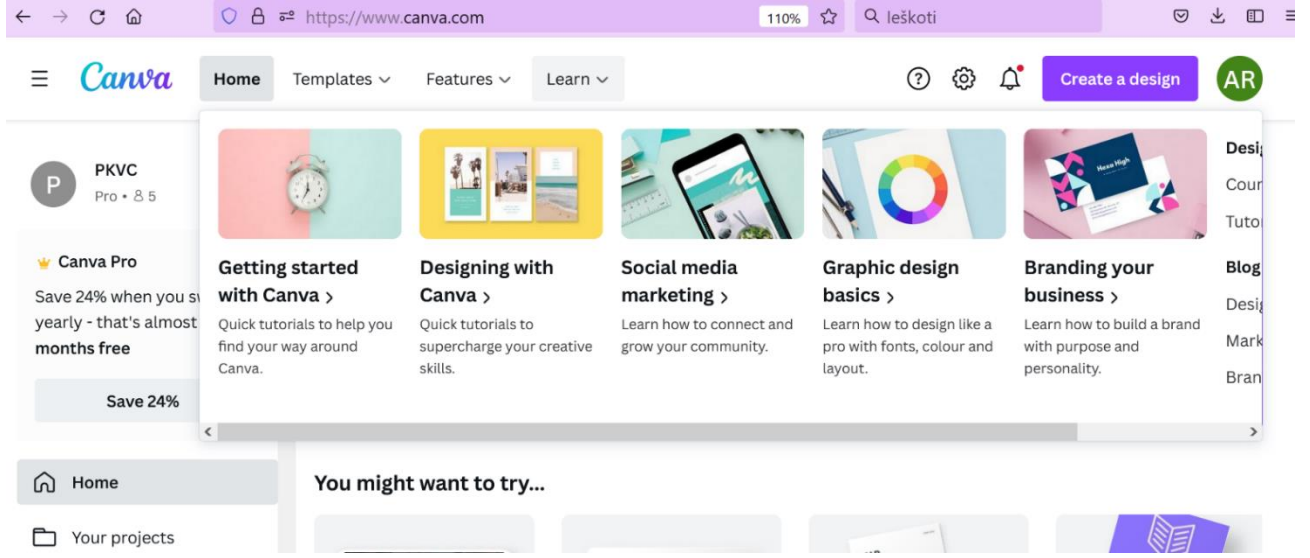 https://www.canva.com 110% Ieškoti
Canva Home Templates Features Learn ? Create a design AR
P PKVC
Pro • 5
Canva Pro
Save 24% when you
yearly - that's almost
months free
Save 24%
Getting started
with Canva >
Quick tutorials to help you
find your way around
Canva.
Designing with
Canva >
Quick tutorials to
supercharge your creative
skills.
Social media
marketing >
Learn how to connect and
grow your community.
Graphic design
basics >
Learn how to design like a
pro with fonts, colour and
layout.
Hexa High
Branding your
business >
Learn how to build a brand
with purpose and
personality.
Blog
Home
Your projects
You might want to try...